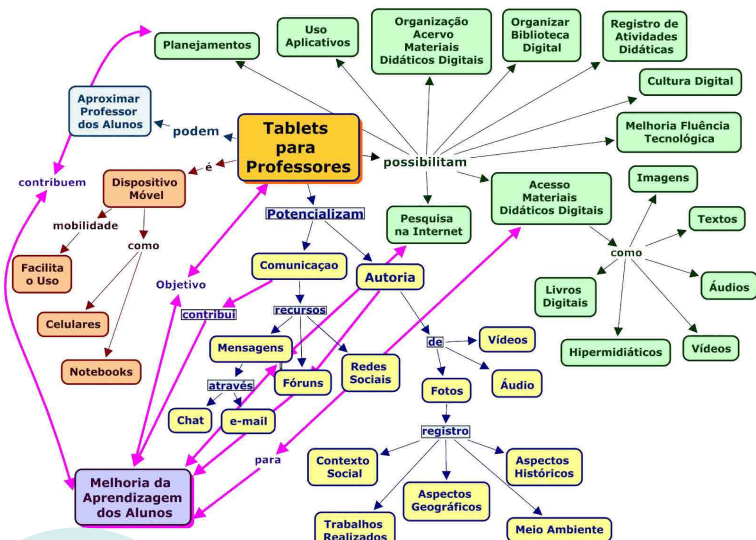 Planejamentos
Uso
Aplicativos
Organização
Acervo
Materiais
Didáticos Digitais
Organizar
Biblioteca
Digital
Registro de
Atividades
Didáticas
Cultura Digital
Melhoria Fluência
Tecnológica
Aproximar
Professor
dos Alunos
podem
Tablets
para
Professores
possibilitam
é
contribuem
Dispositivo
Móvel
mobilidade
como
Facilita
o Uso
Celulares
Notebooks
Objetivo
Potencializam
Pesquisa
na Internet
Acesso
Materiais
Didáticos Digitais
como
Imagens
Textos
Áudios
Vídeos
Hipermidiáticos
Livros
Digitais
Comunicaçao
Autoria
contribui
recursos
Mensagens
Fóruns
Redes
Sociais
através
Chat
e-mail
de
Vídeos
Áudio
Fotos
registro
para
Contexto
Social
Aspectos
Históricos
Aspectos
Geográficos
Trabalhos
Realizados
Meio Ambiente
Melhoria da
Aprendizagem
dos Alunos